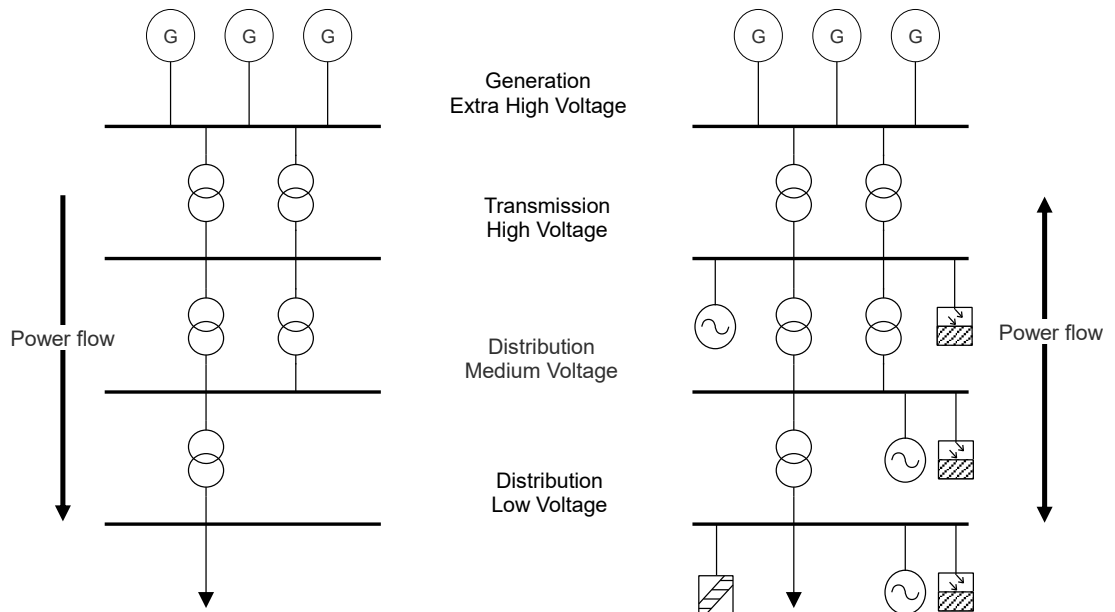 G G G
G G G
Generation
Extra High Voltage
Transmission
High Voltage
Power flow
Power flow
Distribution
Medium Voltage
Distribution
Low Voltage